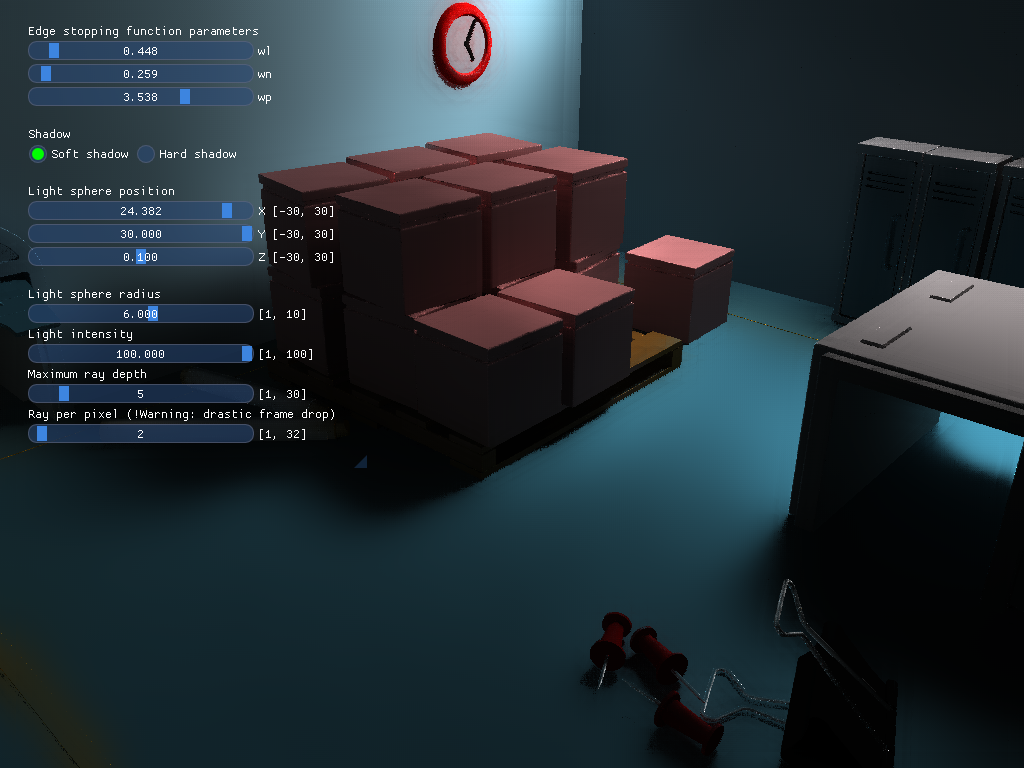 Edge stopping function parameters
0.448 wl
0.259 wn
3.538 wp
Shadow
Soft shadow Hard shadow
Light sphere position
24.382 X [-30, 30]
30.000 Y [-30, 30]
0.100 Z [-30, 30]
Light sphere radius
6.000 [1, 10]
Light intensity
100.000 [1, 100]
Maximum ray depth
5 [1, 30]
Ray per pixel (!Warning: drastic frame drop)
2 [1, 32]